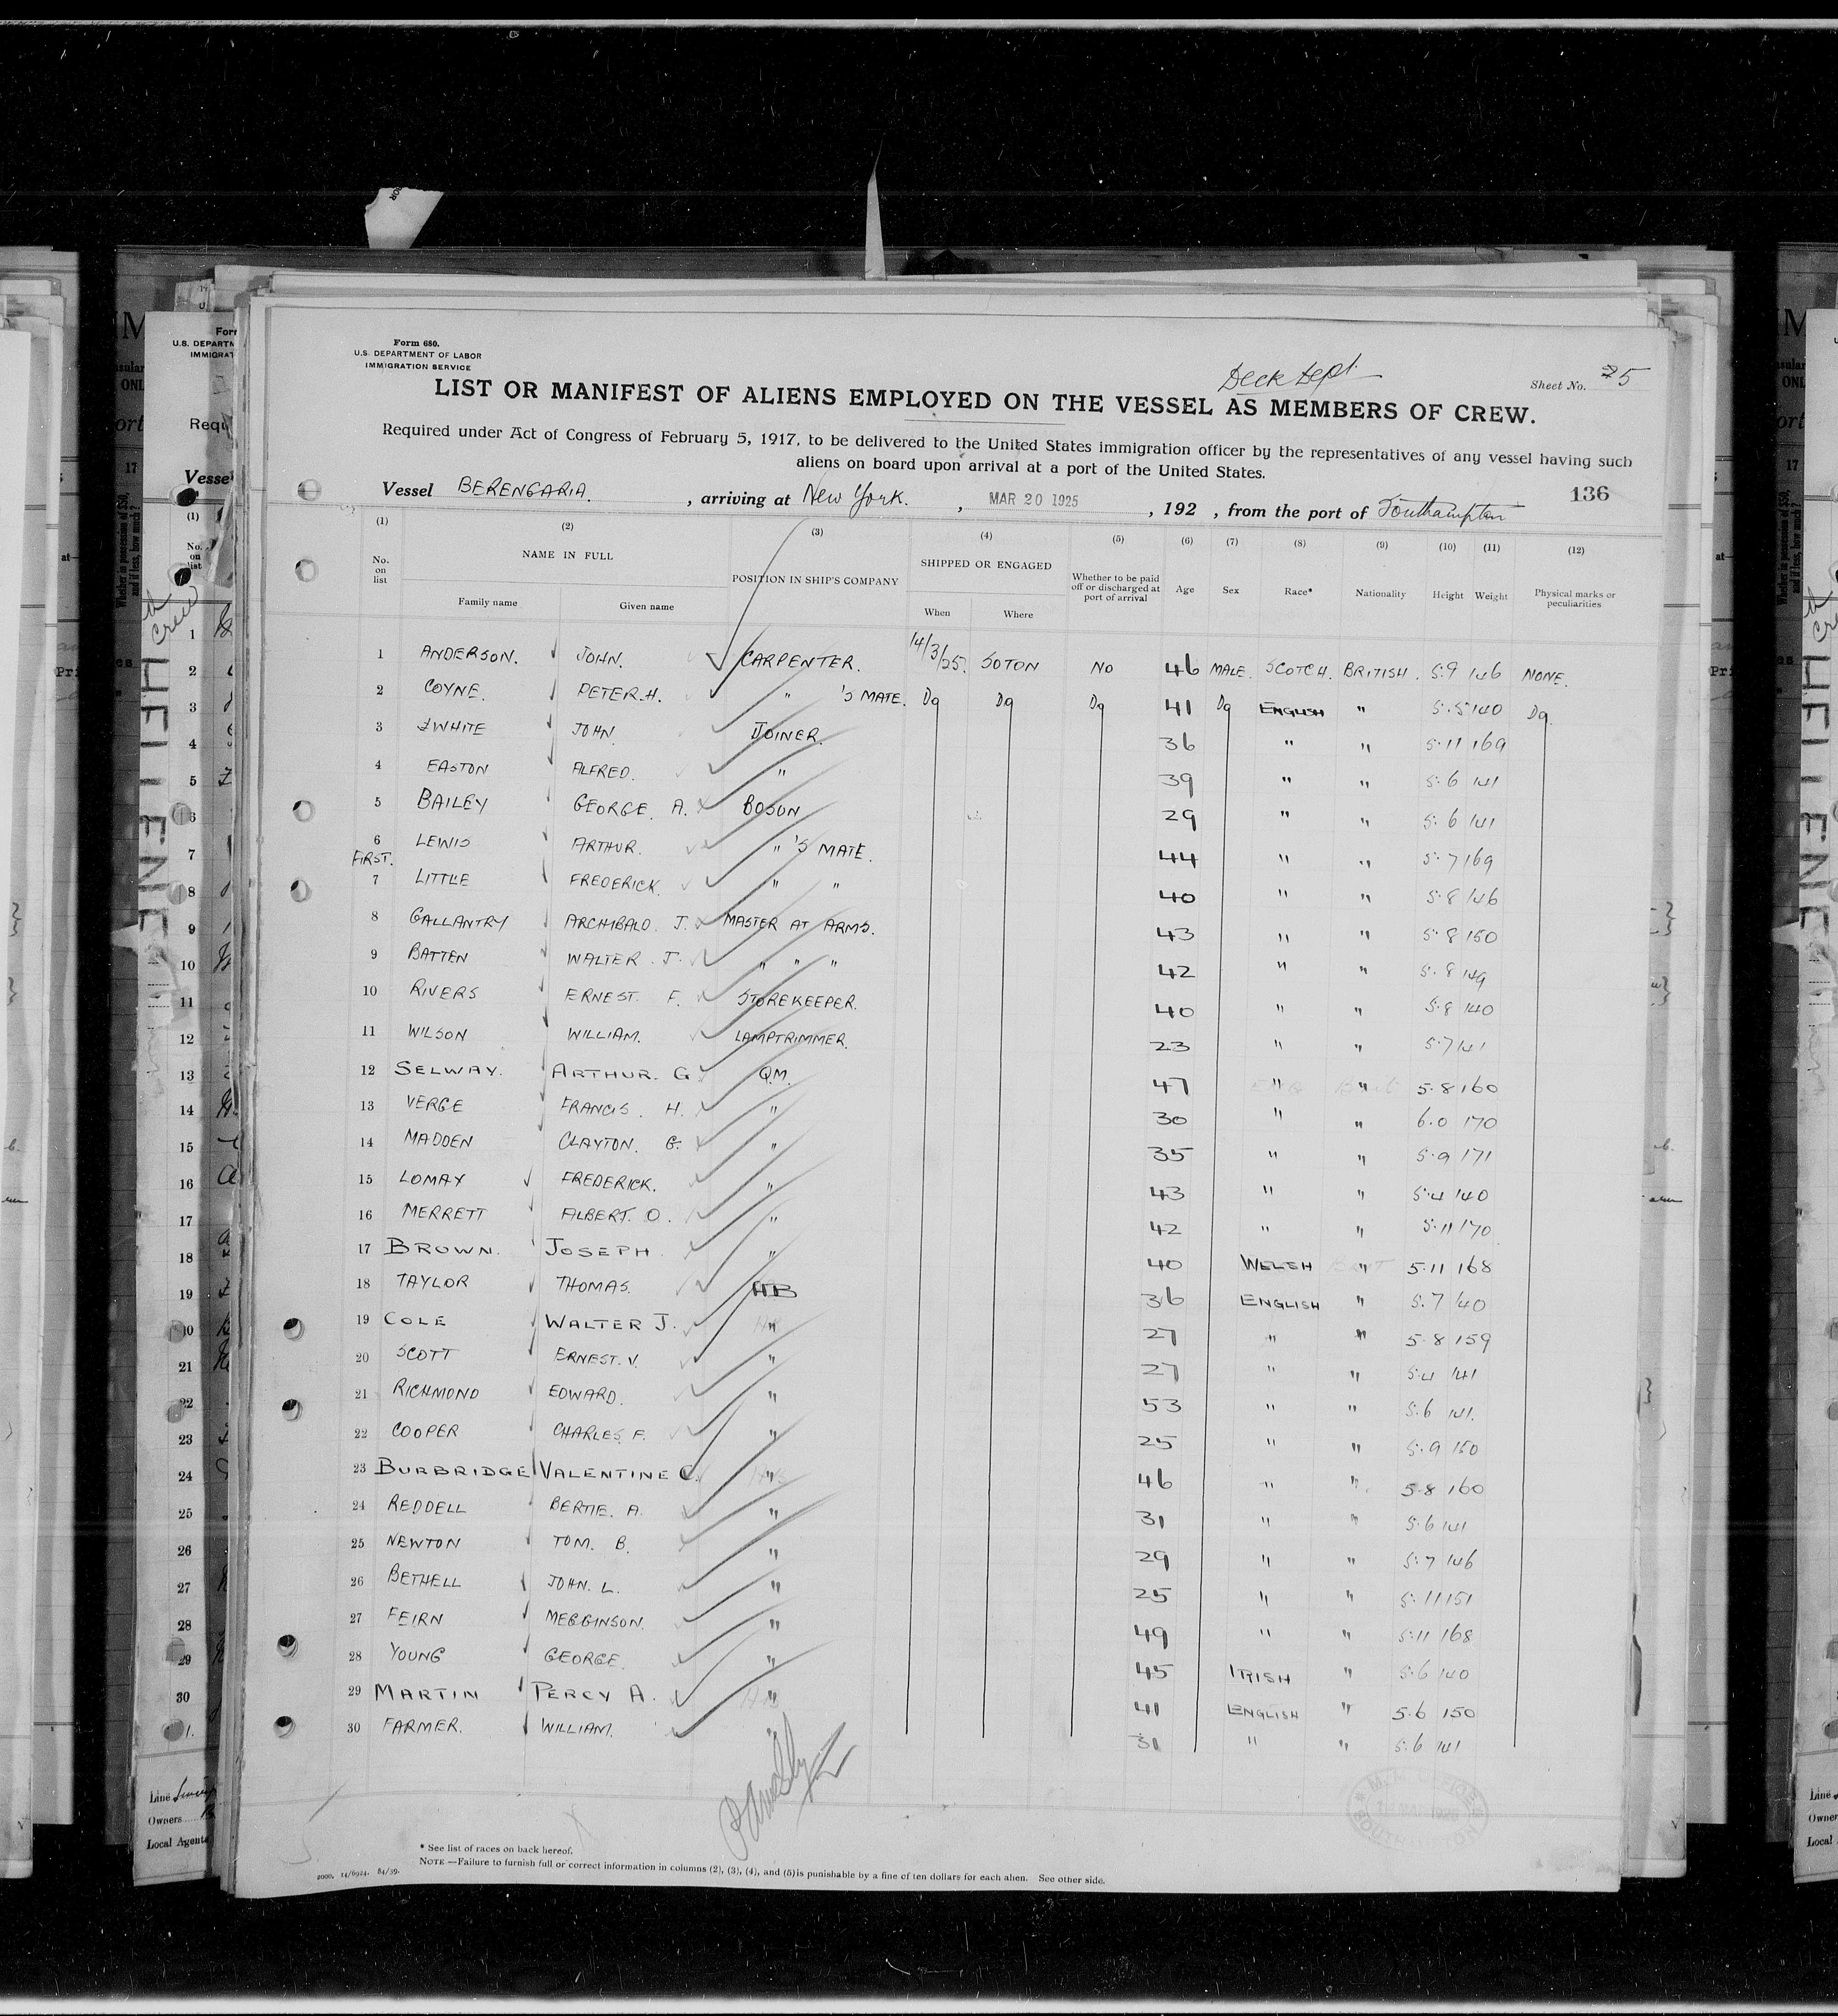 Form 680.
U.S. DEPARTMENT OF LABOR
IMMIGRATION SERVICE
Deck Dept.
Sheet No. 5
LIST OR MANIFEST OF ALIENS EMPLOYED ON THE VESSEL AS MEMBERS OF CREW.
Required under Act of Congress of February 5, 1917, to be delivered to the United States immigration officer by the representatives of any vessel having such
aliens on board upon arrival at a port of the United States.
Vessel BERENGARIA. , arriving at New York. , MAR 20 1925 , 192 , from the port of Southampton
136
(1) (2) (3) (4) (5) (6) (7) (8) (9) (10) (11) (12)
No. on list NAME IN FULL POSITION IN SHIP'S COMPANY SHIPPED OR ENGAGED Whether to be paid off or discharged at port of arrival Age Sex Race* Nationality Height Weight Physical marks or peculiarities
Family name Given name When Where
1 ANDERSON. JOHN. CARPENTER. 14/3/25. SOTON NO 46 MALE. SCOTCH. BRITISH. 5.9 146 NONE.
2 COYNE. PETER.H. " 'S MATE. Do Do Do 41 Do ENGLISH " 5.5 140 Do.
3 WHITE JOHN. JOINER. 36 " " 5.11 169
4 EASTON ALFRED. " 39 " " 5.6 141
5 BAILEY GEORGE. A. BOSUN 29 " " 5.6 141
6 LEWIS ARTHUR. " 'S MATE. 44 " " 5.7 169
FIRST.
7 LITTLE FREDERICK. " " 40 " " 5.8 146
8 GALLANTRY ARCHIBALD. J. MASTER AT ARMS. 43 " " 5.8 150
9 BATTEN WALTER. J. " " " 42 " " 5.8 149
10 RIVERS ERNEST. F. STOREKEEPER. 40 " " 5.8 140
11 WILSON WILLIAM. LAMPTRIMMER. 23 " " 5.7 141
12 SELWAY. ARTHUR. G. Q.M. 47 " " 5.8 160
13 VERGE FRANCIS. H. " 30 " " 6.0 170
14 MADDEN CLAYTON. G. " 35 " " 5.9 171
15 LOMAX FREDERICK. " 43 " " 5.4 140
16 MERRETT ALBERT. O. " 42 " " 5.11 170
17 BROWN. JOSEPH. " 40 WELSH " 5.11 168
18 TAYLOR THOMAS. AB 36 ENGLISH " 5.7 140
19 COLE WALTER J. " 27 " " 5.8 159
20 SCOTT ERNEST. V. " 27 " " 5.4 141
21 RICHMOND EDWARD. " 53 " " 5.6 141.
22 COOPER CHARLES. F. " 25 " " 5.9 150
23 BURBRIDGE VALENTINE C. " 46 " " 5.8 160
24 REDDELL BERTIE. A. " 31 " " 5.6 141
25 NEWTON TOM. B. " 29 " " 5.7 146
26 BETHELL JOHN. L. " 25 " " 5.11 151
27 FEIRN MEGGINSON. " 49 " " 5.11 168
28 YOUNG GEORGE. " 45 IRISH " 5.6 140
29 MARTIN PERCY A. " 41 ENGLISH " 5.6 150
30 FARMER. WILLIAM. " 31 " " 5.6 141
* See list of races on back hereof.
NOTE.—Failure to furnish full or correct information in columns (2), (3), (4), and (5) is punishable by a fine of ten dollars for each alien. See other side.
2000. 14/6924. 84/39.